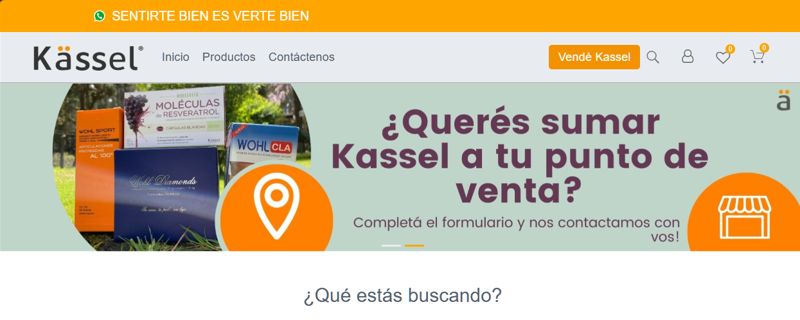 SENTIRTE BIEN ES VERTE BIEN
Kässel®
Inicio Productos Contáctenos
Vendé Kassel
0
0
ä
¿Querés sumar
Kassel a tu punto de
venta?
Completá el formulario y nos contactamos con
vos!
MOLÉCULAS
de RESVERATROL
WOHL SPORT
AL 100%
WOHL CLA
Wohl Diamonds
¿Qué estás buscando?